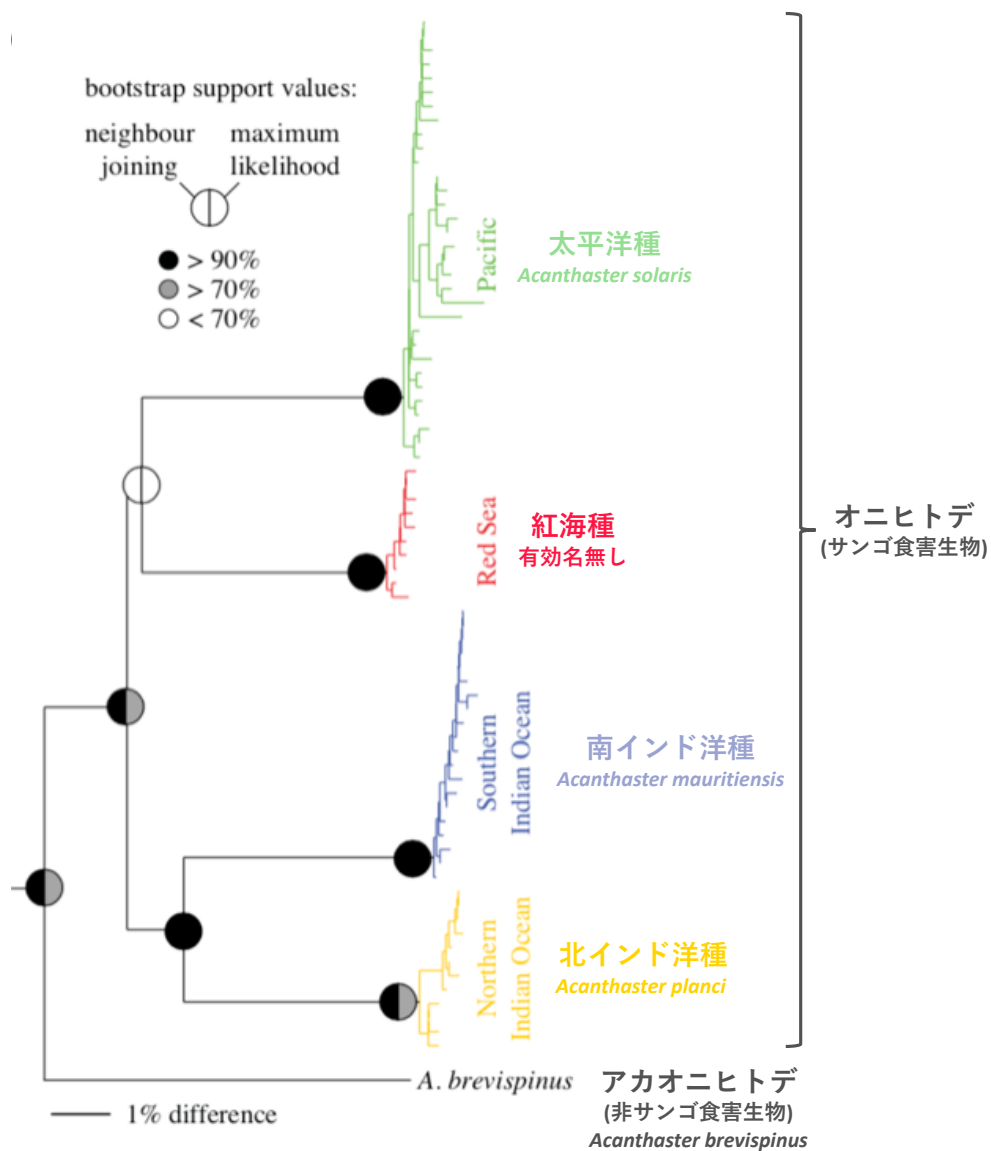 bootstrap support values:
neighbour joining
maximum likelihood
> 90%
> 70%
< 70%
Pacific
太平洋種
Acanthaster solaris
Red Sea
紅海種
有効名無し
オニヒトデ
(サンゴ食害生物)
Southern
Indian Ocean
南インド洋種
Acanthaster mauritiensis
Northern
Indian Ocean
北インド洋種
Acanthaster planci
A. brevispinus
アカオニヒトデ
(非サンゴ食害生物)
Acanthaster brevispinus
1% difference